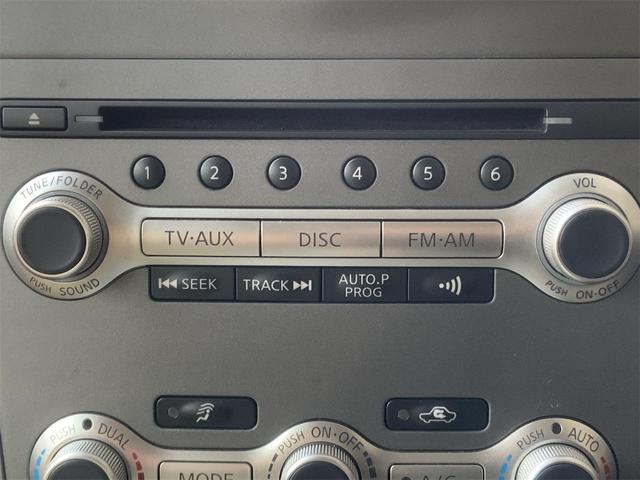 1 2 3 4 5 6
TUNE/FOLDER
VOL
TV·AUX DISC FM·AM
SEEK TRACK AUTO.P
PROG
PUSH SOUND
PUSH ON·OFF
PUSH DUAL
PUSH ON·OFF
PUSH AUTO
MODE A/C